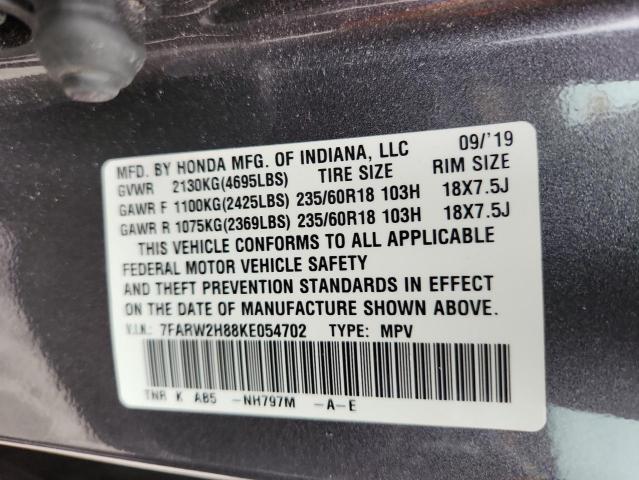 MFD. BY HONDA MFG. OF INDIANA, LLC 09/'19
GVWR 2130KG(4695LBS) TIRE SIZE RIM SIZE
GAWR F 1100KG(2425LBS) 235/60R18 103H 18X7.5J
GAWR R 1075KG(2369LBS) 235/60R18 103H 18X7.5J
THIS VEHICLE CONFORMS TO ALL APPLICABLE
FEDERAL MOTOR VEHICLE SAFETY
AND THEFT PREVENTION STANDARDS IN EFFECT
ON THE DATE OF MANUFACTURE SHOWN ABOVE.
V.I.N.: 7FARW2H88KE054702 TYPE: MPV
TNR K AB5 -NH797M -A-E